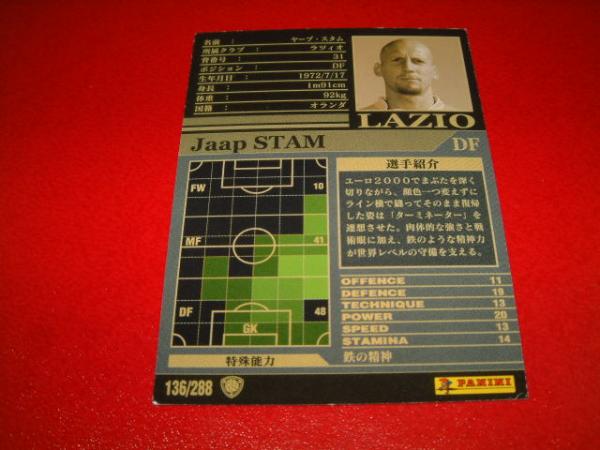 名前 : ヤープ・スタム
所属クラブ : ラツィオ
背番号 : 31
ポジション : DF
生年月日 : 1972/7/17
身長 : 1m91cm
体重 : 92kg
国籍 : オランダ
LAZIO
Jaap STAM
DF
FW 10
MF 41
DF 48
GK
選手紹介
ユーロ2000でまぶたを深く
切りながら、顔色一つ変えずに
ライン横で縫ってそのまま復帰
した姿は「ターミネーター」を
連想させた。肉体的な強さと戦
術眼に加え、鉄のような精神力
が世界レベルの守備を支える。
OFFENCE 11
DEFENCE 19
TECHNIQUE 13
POWER 20
SPEED 13
STAMINA 14
特殊能力
鉄の精神
136/288
PANINI